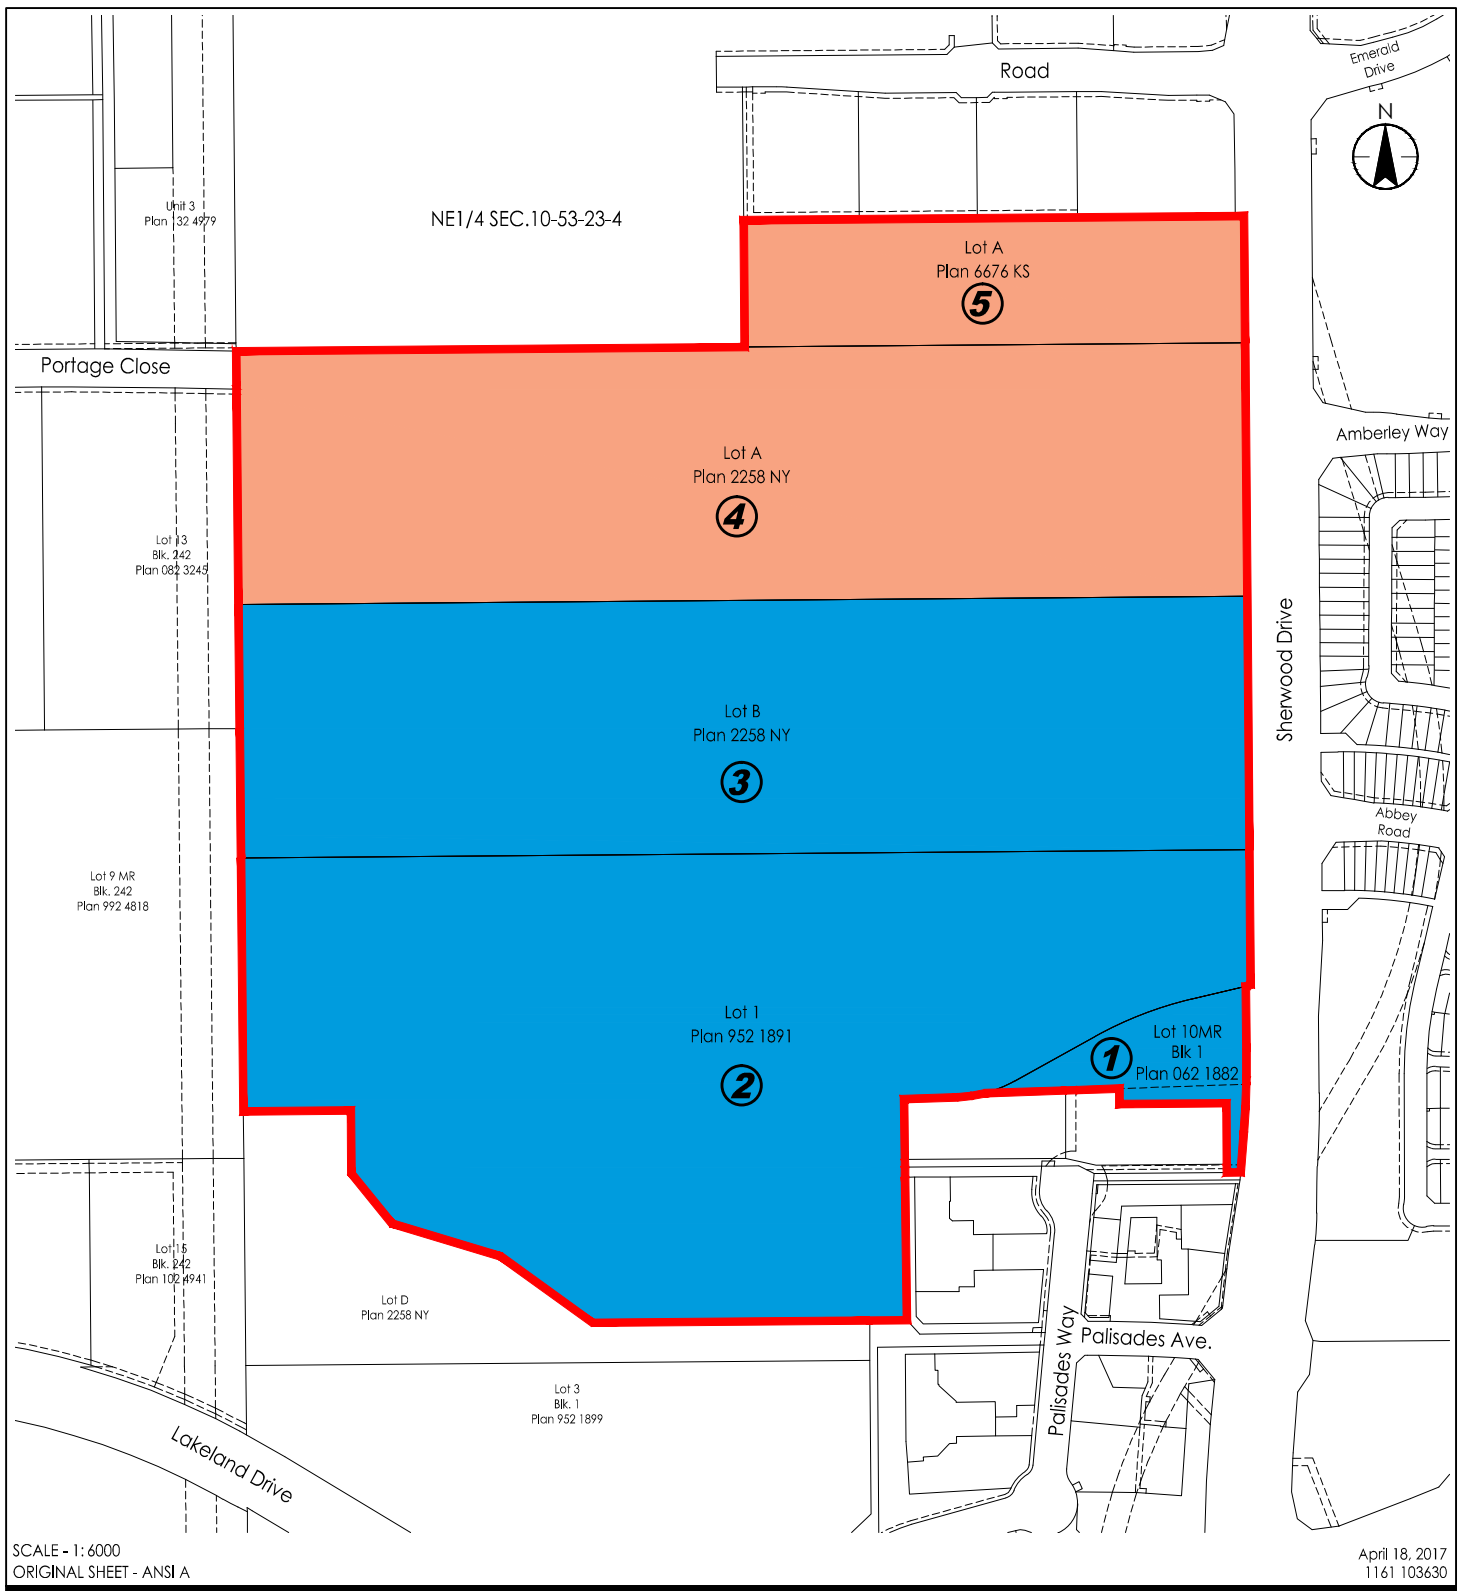 Road
Emerald
Drive
N
Unit 3
Plan 132 4979
NE1/4 SEC.10-53-23-4
Lot A
Plan 6676 KS
5
Portage Close
Amberley Way
Lot A
Plan 2258 NY
4
Lot 13
Blk. 242
Plan 082 3245
Sherwood Drive
Lot B
Plan 2258 NY
3
Abbey
Road
Lot 9 MR
Blk. 242
Plan 992 4818
Lot 1
Plan 952 1891
2
1
Lot 10MR
Blk 1
Plan 062 1882
Lot 15
Blk. 242
Plan 102 4941
Lot D
Plan 2258 NY
Palisades Way
Palisades Ave.
Lot 3
Blk. 1
Plan 952 1899
Lakeland Drive
SCALE - 1: 6000
ORIGINAL SHEET - ANSI A
April 18, 2017
1161 103630